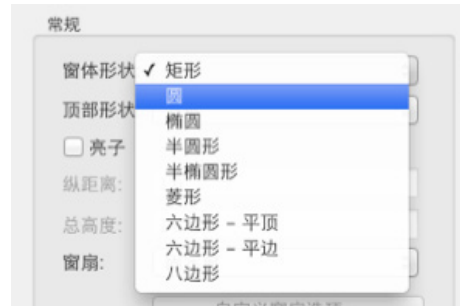 常规
窗体形状 ✓ 矩形
圆
顶部形状
椭圆
亮子
半圆形
半椭圆形
纵距离:
菱形
总高度:
六边形 – 平顶
六边形 – 平边
窗扇:
八边形